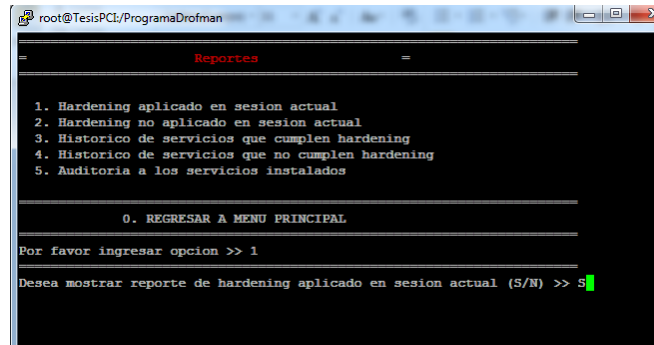 root@TesisPCI:/ProgramaDrofman
================================================================
= Reportes =
================================================================
1. Hardening aplicado en sesion actual
2. Hardening no aplicado en sesion actual
3. Historico de servicios que cumplen hardening
4. Historico de servicios que no cumplen hardening
5. Auditoria a los servicios instalados
================================================================
0. REGRESAR A MENU PRINCIPAL
================================================================
Por favor ingresar opcion >> 1
================================================================
Desea mostrar reporte de hardening aplicado en sesion actual (S/N) >> S